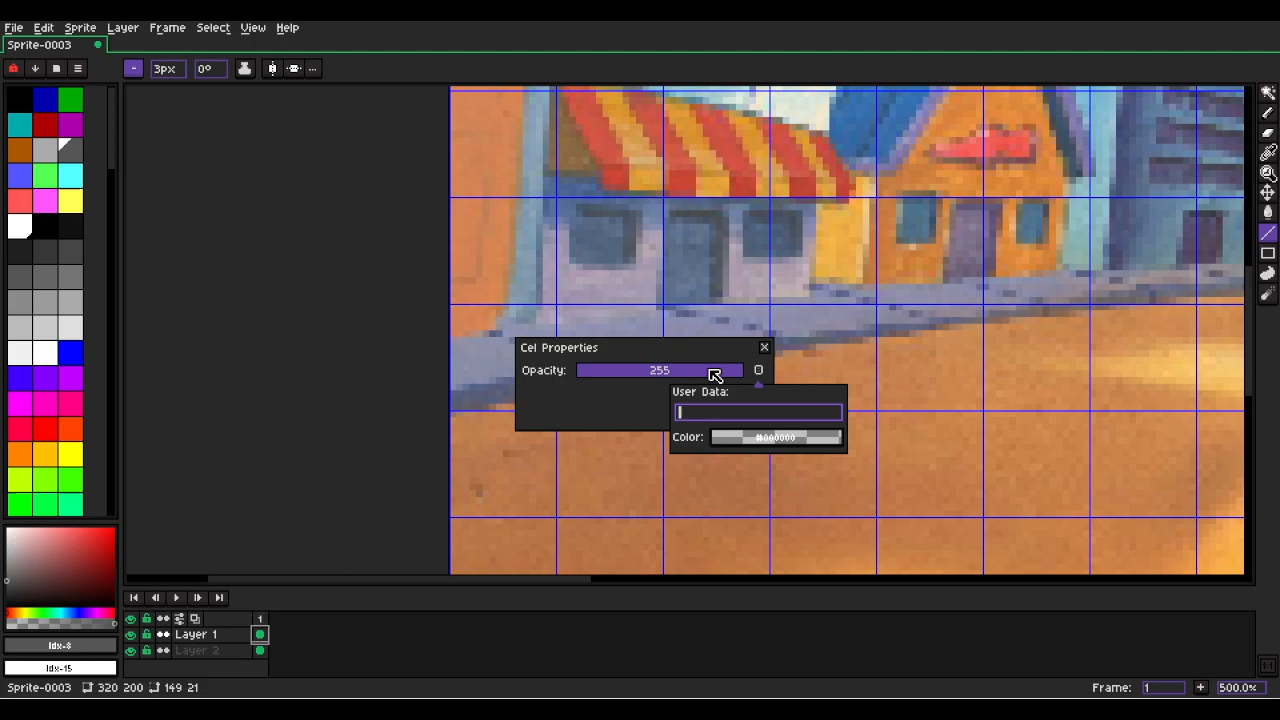 File Edit Sprite Layer Frame Select View Help
Sprite-0003
3px 0°
Cel Properties
Opacity: 255
User Data:
Color: #000000
1
Layer 1
Layer 2
Idx-8
Idx-15
Sprite-0003 320 200 149 21 Frame: 1 500.0%